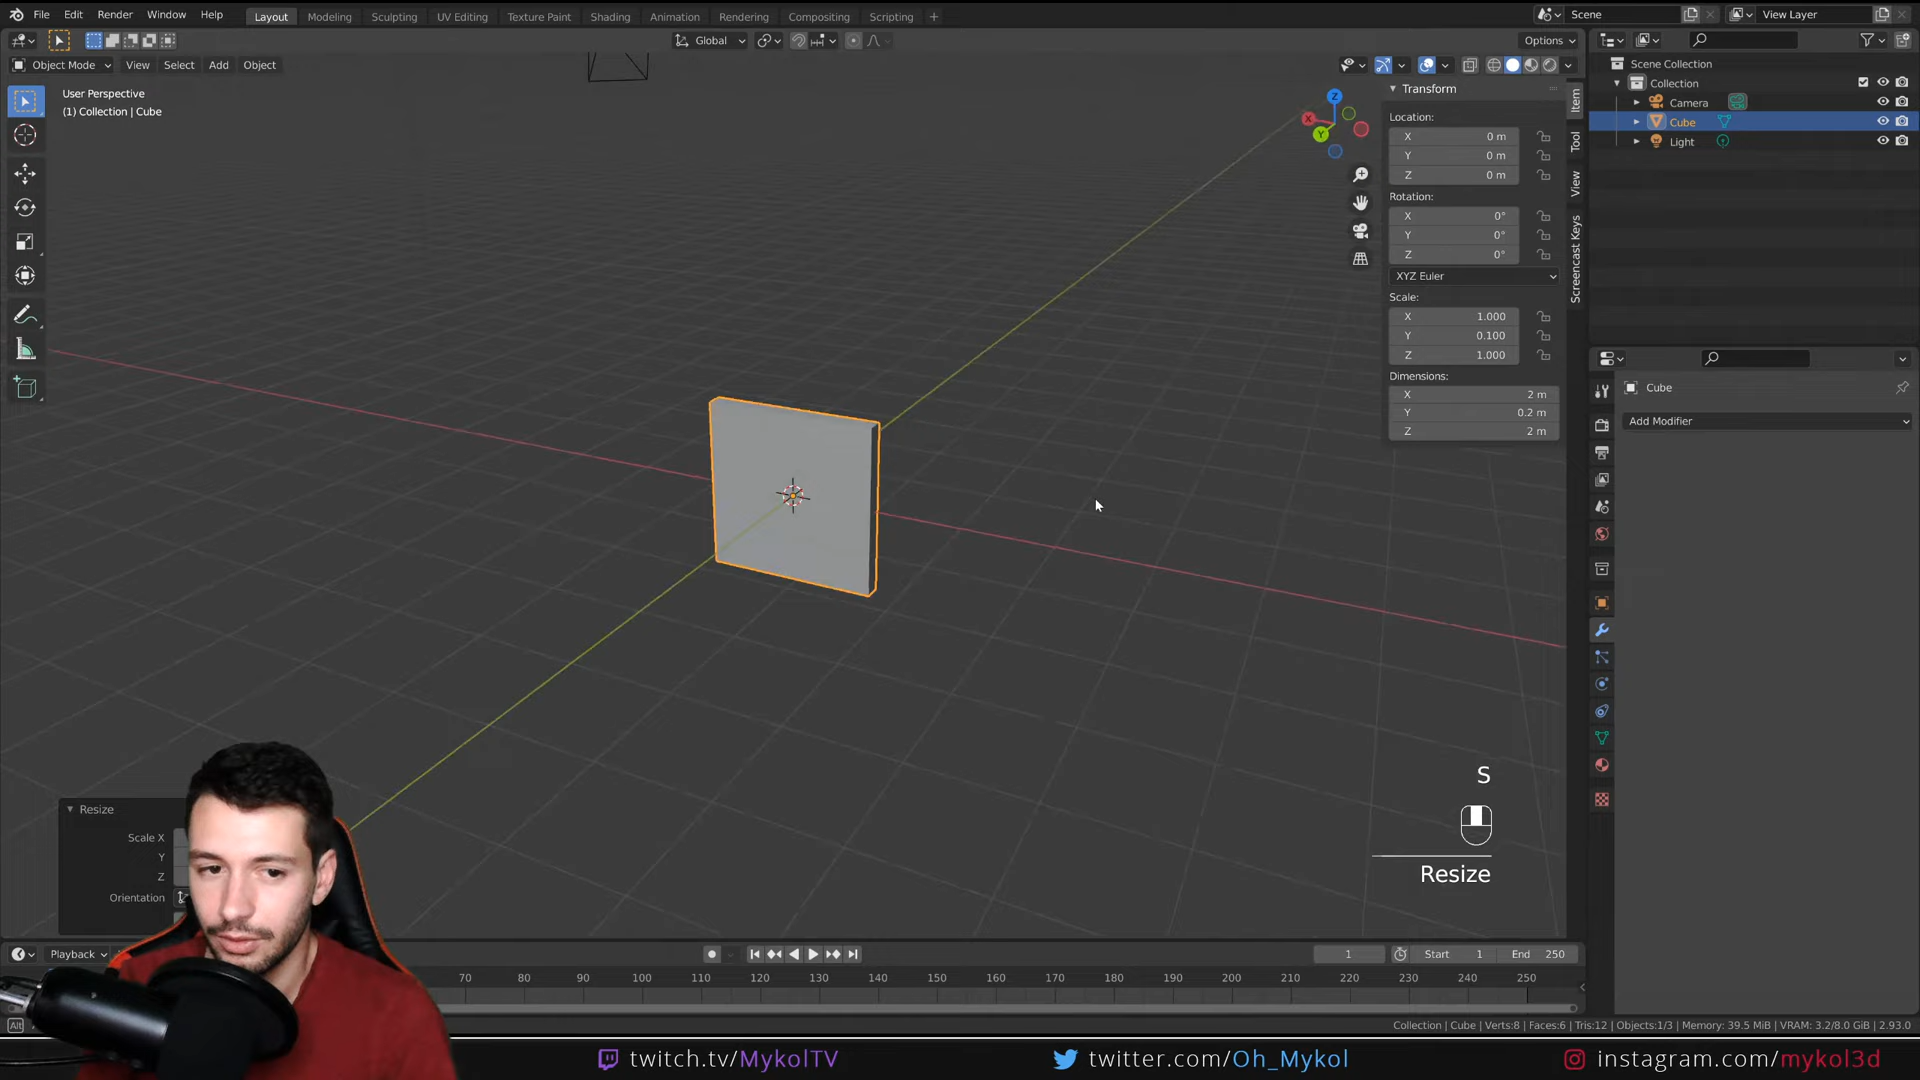 File Edit Render Window Help Layout Modeling Sculpting UV Editing Texture Paint Shading Animation Rendering Compositing Scripting + Scene View Layer
Global Options
Object Mode View Select Add Object
User Perspective
(1) Collection | Cube
Z
X
Y
Transform
Location:
X 0 m
Y 0 m
Z 0 m
Rotation:
X 0°
Y 0°
Z 0°
XYZ Euler
Scale:
X 1.000
Y 0.100
Z 1.000
Dimensions:
X 2 m
Y 0.2 m
Z 2 m
Item
Tool
View
Screencast Keys
Scene Collection
Collection
Camera
Cube
Light
Cube
Add Modifier
S
Resize
Resize
Scale X
Y
Z
Orientation
Playback 1 Start 1 End 250
70 80 90 100 110 120 130 140 150 160 170 180 190 200 210 220 230 240 250
Alt
Collection | Cube | Verts:8 | Faces:6 | Tris:12 | Objects:1/3 | Memory: 39.5 MiB | VRAM: 3.2/8.0 GiB | 2.93.0
twitch.tv/MykolTV twitter.com/Oh_Mykol instagram.com/mykol3d